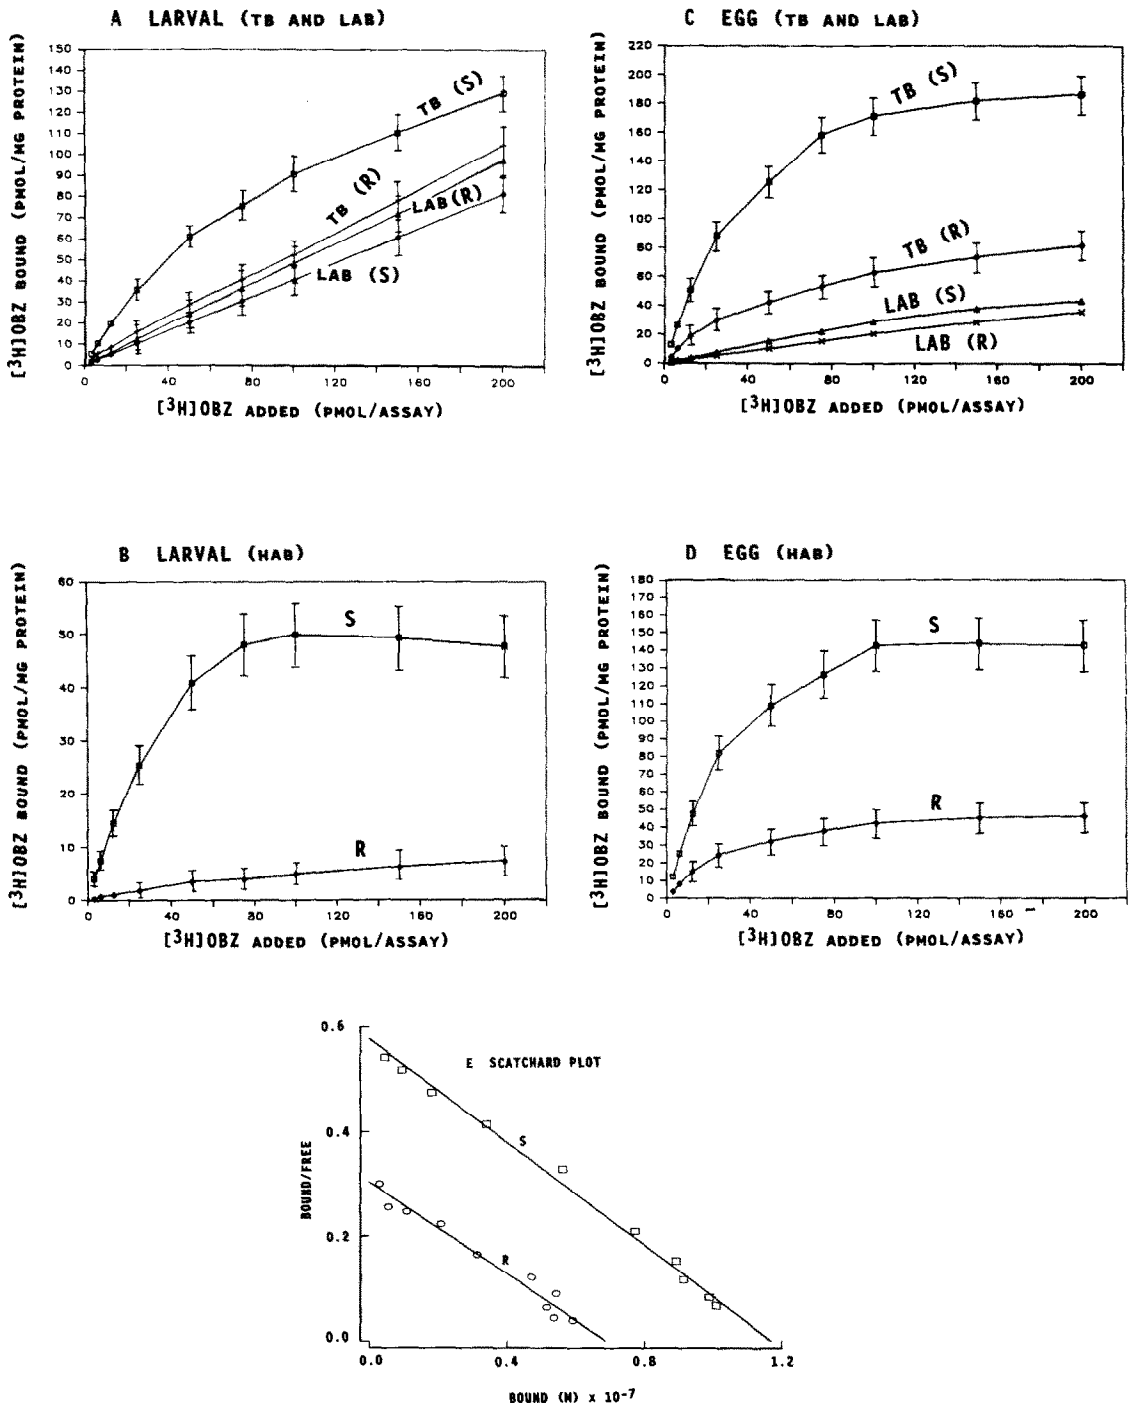 A LARVAL (TB AND LAB)
[3H]OBZ BOUND (PMOL/MG PROTEIN)
150
140
130
120
110
100
90
80
70
60
50
40
30
20
10
0
TB (S)
TB (R)
LAB(R)
LAB (S)
0 40 80 120 160 200
[3H]OBZ ADDED (PMOL/ASSAY)
C EGG (TB AND LAB)
[3H]OBZ BOUND (PMOL/MG PROTEIN)
220
200
180
160
140
120
100
80
60
40
20
0
TB (S)
TB (R)
LAB (S)
LAB (R)
0 40 80 120 160 200
[3H]OBZ ADDED (PMOL/ASSAY)
B LARVAL (HAB)
[3H]OBZ BOUND (PMOL/MG PROTEIN)
60
50
40
30
20
10
0
S
R
0 40 80 120 160 200
[3H]OBZ ADDED (PMOL/ASSAY)
D EGG (HAB)
[3H]OBZ BOUND (PMOL/MG PROTEIN)
180
170
160
150
140
130
120
110
100
90
80
70
60
50
40
30
20
10
0
S
R
0 40 80 120 160 200
[3H]OBZ ADDED (PMOL/ASSAY)
E SCATCHARD PLOT
BOUND/FREE
0.6
0.4
0.2
0.0
S
R
0.0 0.4 0.8 1.2
BOUND (M) x 10-7